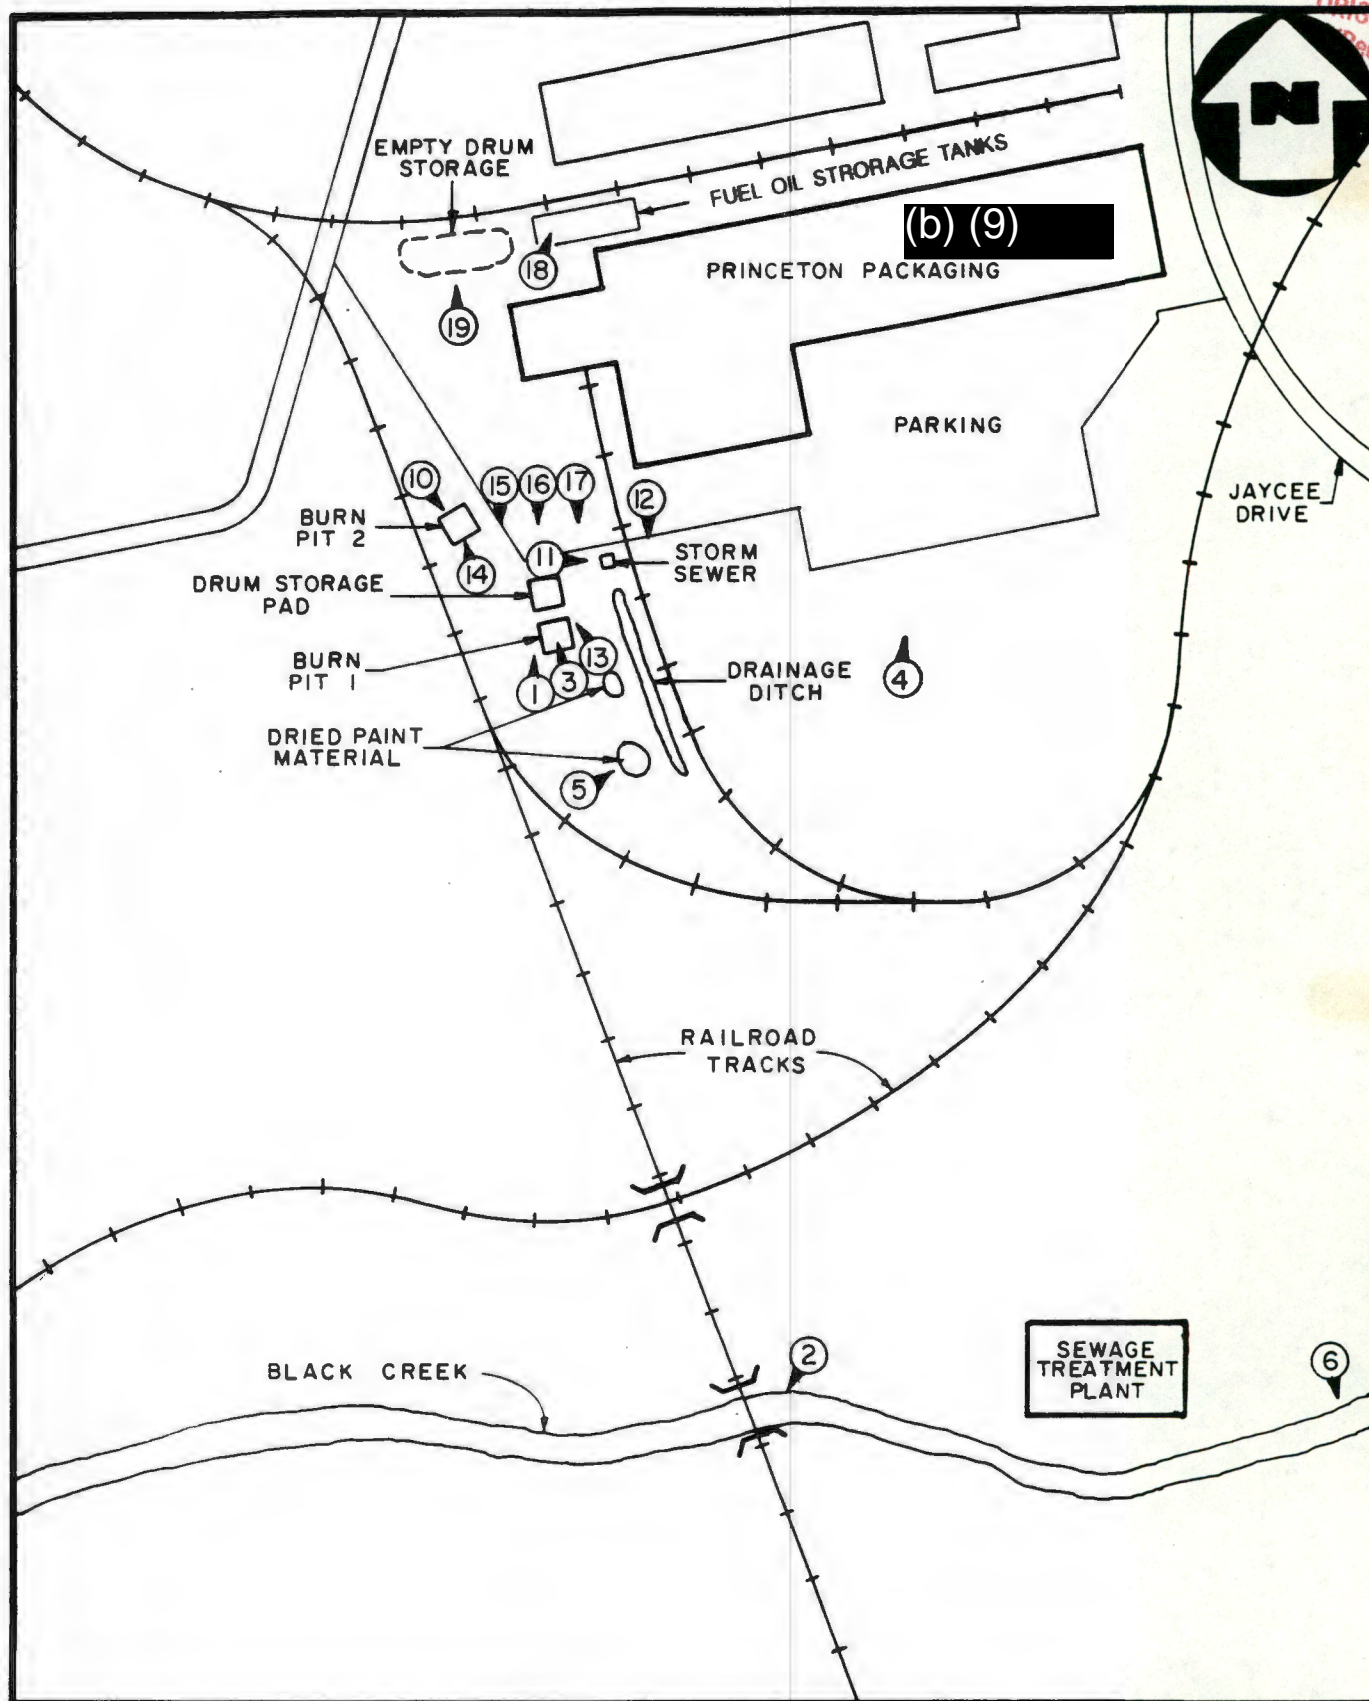 N
EMPTY DRUM
STORAGE
FUEL OIL STRORAGE TANKS
(b) (9)
18
PRINCETON PACKAGING
19
PARKING
10
15
16
17
12
JAYCEE
DRIVE
BURN
PIT 2
11
STORM
SEWER
14
DRUM STORAGE
PAD
BURN
PIT 1
13
1
3
DRAINAGE
DITCH
4
DRIED PAINT
MATERIAL
5
RAILROAD
TRACKS
2
SEWAGE
TREATMENT
PLANT
6
BLACK CREEK